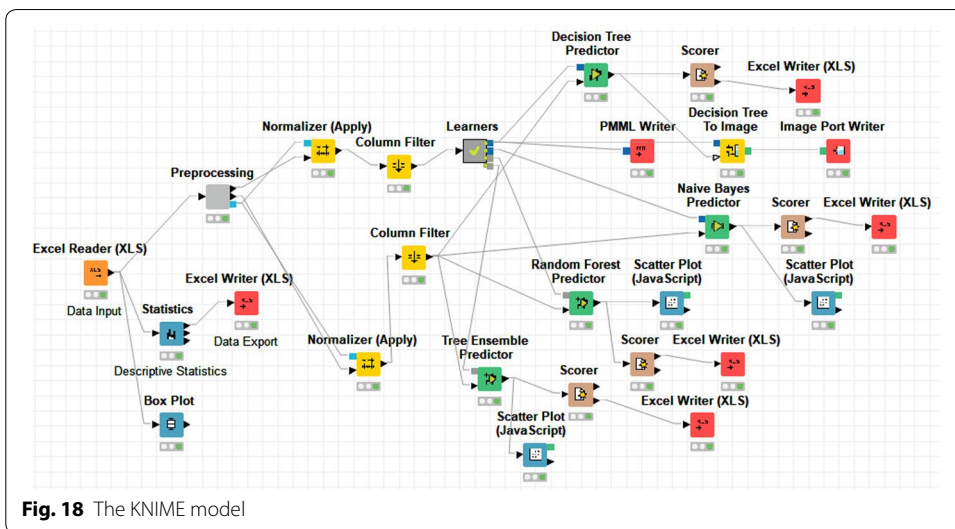 Decision Tree
Predictor
Scorer
Excel Writer (XLS)
Normalizer (Apply)
Column Filter
Learners
PMML Writer
Decision Tree
To Image
Image Port Writer
Preprocessing
Naive Bayes
Predictor
Scorer
Excel Writer (XLS)
Column Filter
Excel Reader (XLS)
Data Input
Excel Writer (XLS)
Data Export
Random Forest
Predictor
Scatter Plot
(JavaScript)
Scatter Plot
(JavaScript)
Statistics
Descriptive Statistics
Normalizer (Apply)
Tree Ensemble
Predictor
Scorer
Excel Writer (XLS)
Scorer
Excel Writer (XLS)
Box Plot
Scatter Plot
(JavaScript)
Fig. 18 The KNIME model